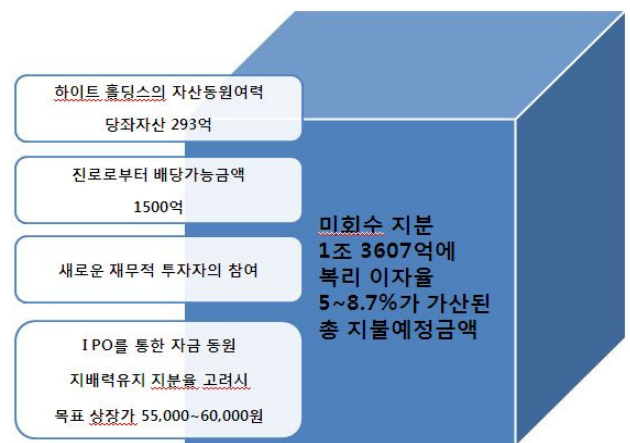 하이트 홀딩스의 자산동원여력
당좌자산 293억
진로로부터 배당가능금액
1500억
새로운 재무적 투자자의 참여
IPO를 통한 자금 동원
지배력유지 지분율 고려시
목표 상장가 55,000~60,000원
미회수 지분
1조 3607억에
복리 이자율
5~8.7%가 가산된
총 지불예정금액